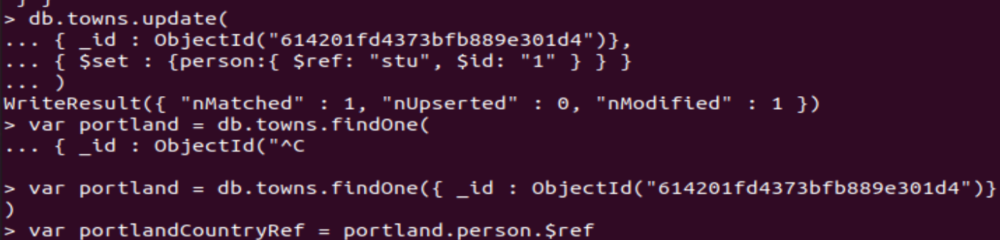 } }
> db.towns.update(
... { _id : ObjectId("614201fd4373bfb889e301d4")},
... { $set : {person:{ $ref: "stu", $id: "1" } } }
... )
WriteResult({ "nMatched" : 1, "nUpserted" : 0, "nModified" : 1 })
> var portland = db.towns.findOne(
... { _id : ObjectId("^C
> var portland = db.towns.findOne({ _id : ObjectId("614201fd4373bfb889e301d4")}
)
> var portlandCountryRef = portland.person.$ref